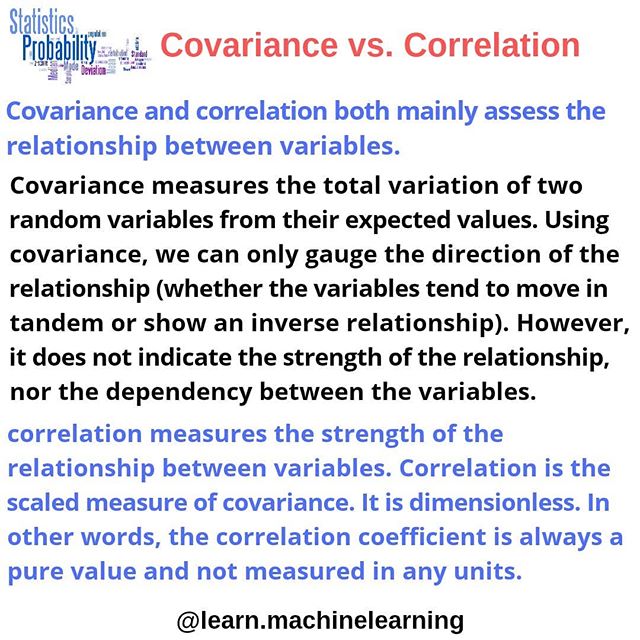 Statistics
Probability
Deviation
Mode
Standard
Covariance vs. Correlation
Covariance and correlation both mainly assess the
relationship between variables.
Covariance measures the total variation of two
random variables from their expected values. Using
covariance, we can only gauge the direction of the
relationship (whether the variables tend to move in
tandem or show an inverse relationship). However,
it does not indicate the strength of the relationship,
nor the dependency between the variables.
correlation measures the strength of the
relationship between variables. Correlation is the
scaled measure of covariance. It is dimensionless. In
other words, the correlation coefficient is always a
pure value and not measured in any units.
@learn.machinelearning